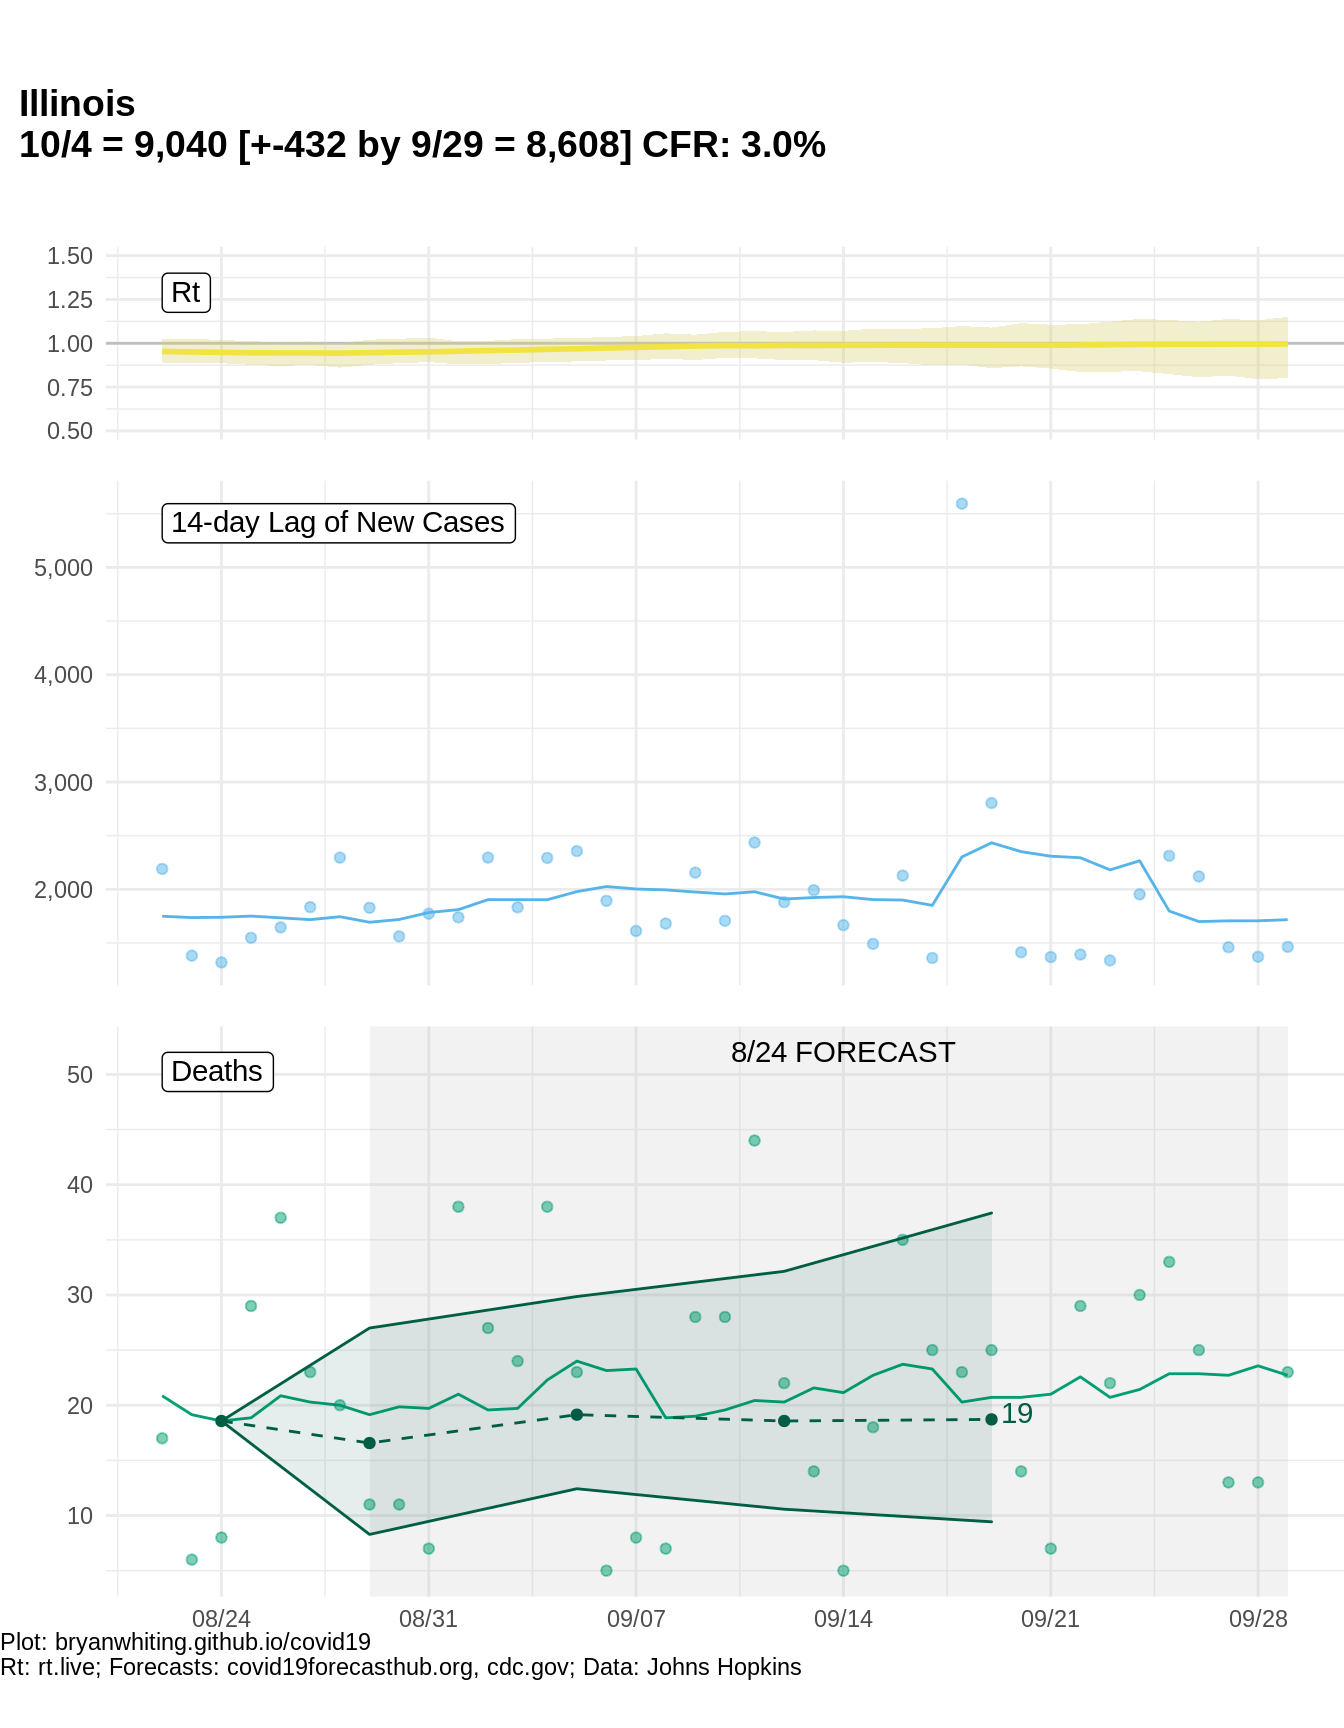 Illinois
10/4 = 9,040 [+-432 by 9/29 = 8,608] CFR: 3.0%
1.50
Rt
1.25
1.00
0.75
0.50
14-day Lag of New Cases
5,000
4,000
3,000
2,000
8/24 FORECAST
Deaths
50
40
30
20
19
10
08/24 08/31 09/07 09/14 09/21 09/28
Plot: bryanwhiting.github.io/covid19
Rt: rt.live; Forecasts: covid19forecasthub.org, cdc.gov; Data: Johns Hopkins